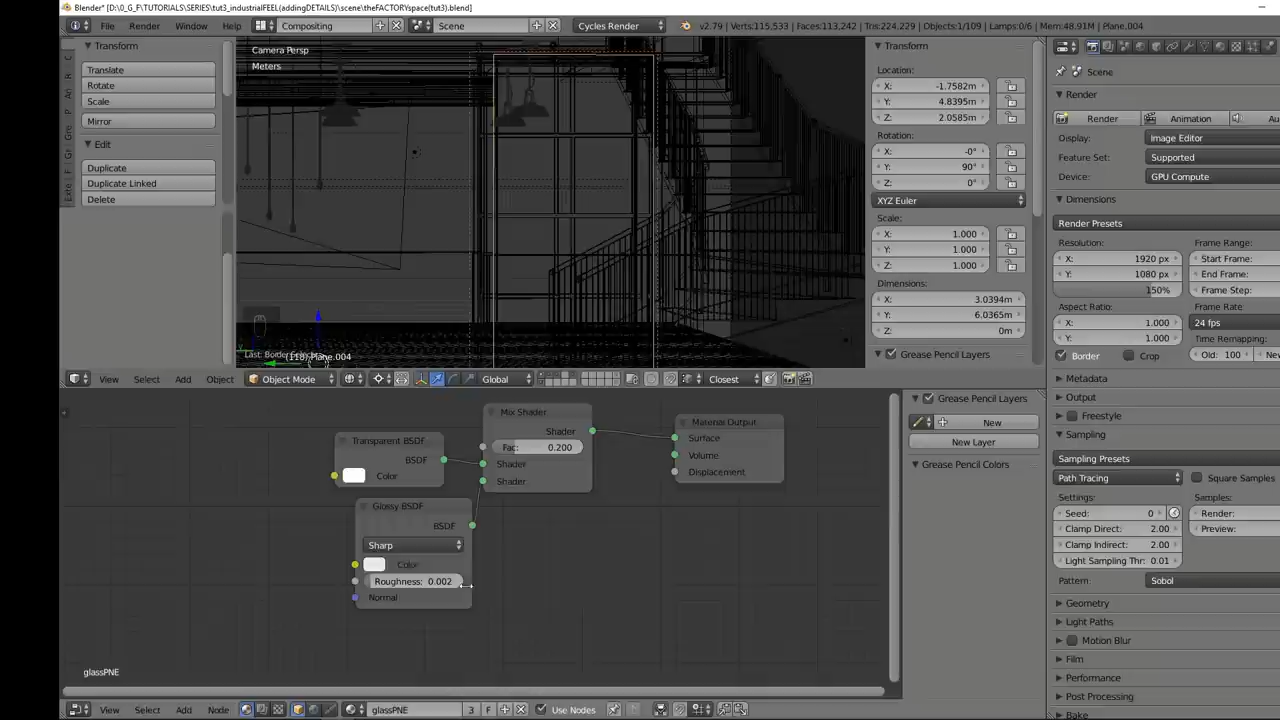 Blender* [D:\0_G_F\TUTORIALS\SERIES\tut3_industrialFEEL(addingDETAILS)\scene\theFACTORYspace(tut3).blend]
File Render Window Help Compositing Scene Cycles Render v2.79 | Verts:115,533 | Faces:113,242 | Tris:224,229 | Objects:1/109 | Lamps:0/6 | Mem:48.91M | Plane.004
Transform
Translate
Rotate
Scale
Mirror
Edit
Duplicate
Duplicate Linked
Delete
Camera Persp
Meters
(118) Plane.004
Transform
Location:
X: -1.7582m
Y: 4.8395m
Z: 2.0585m
Rotation:
X: -0°
Y: 90°
Z: 0°
XYZ Euler
Scale:
X: 1.000
Y: 1.000
Z: 1.000
Dimensions:
X: 3.0394m
Y: 6.0365m
Z: 0m
Grease Pencil Layers
View Select Add Object Object Mode Global Closest
Transparent BSDF
BSDF
Color
Mix Shader
Shader
Fac: 0.200
Shader
Shader
Material Output
Surface
Volume
Displacement
Glossy BSDF
BSDF
Sharp
Color
Roughness: 0.002
Normal
glassPNE
Grease Pencil Layers
New
New Layer
Grease Pencil Colors
View Select Add Node glassPNE 3 F Use Nodes
Scene
Render
Render Animation Au
Display: Image Editor
Feature Set: Supported
Device: GPU Compute
Dimensions
Render Presets
Resolution: Frame Range:
X: 1920 px Start Frame:
Y: 1080 px End Frame:
150% Frame Step:
Aspect Ratio: Frame Rate
X: 1.000 24 fps
Y: 1.000 Time Remapping:
Border Crop Old: 100 Nev
Metadata
Output
Freestyle
Sampling
Sampling Presets
Path Tracing Square Samples
Settings: Samples:
Seed: 0 Render:
Clamp Direct: 2.00 Preview:
Clamp Indirect: 2.00
Light Sampling Thr: 0.01
Pattern: Sobol
Geometry
Light Paths
Motion Blur
Film
Performance
Post Processing
Bake